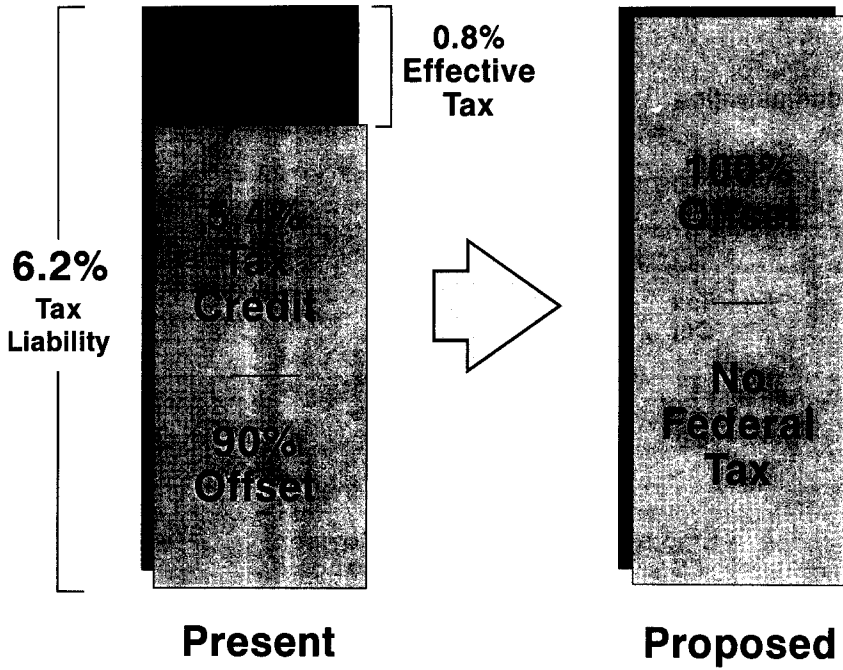 0.8%
Effective
Tax
6.2%
Tax
Liability
5.4%
Tax
Credit
90%
Offset
100%
Offset
No
Federal
Tax
Present
Proposed